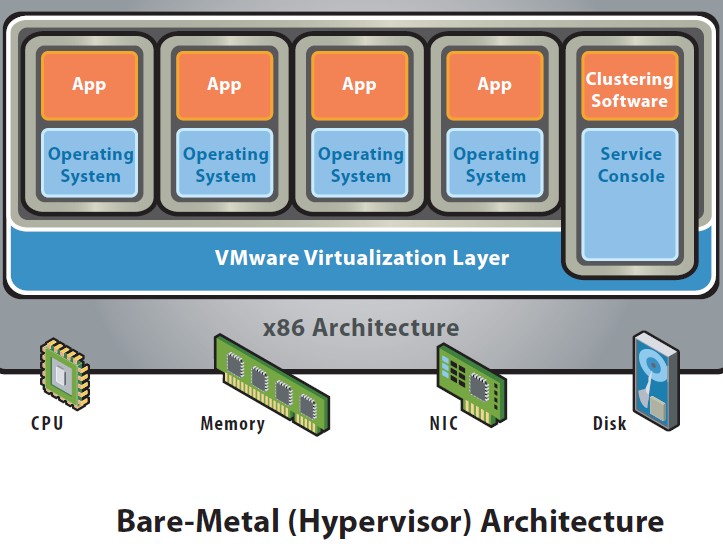 App
App
App
App
Clustering
Software
Operating
System
Operating
System
Operating
System
Operating
System
Service
Console
VMware Virtualization Layer
x86 Architecture
CPU
Memory
NIC
Disk
Bare-Metal (Hypervisor) Architecture